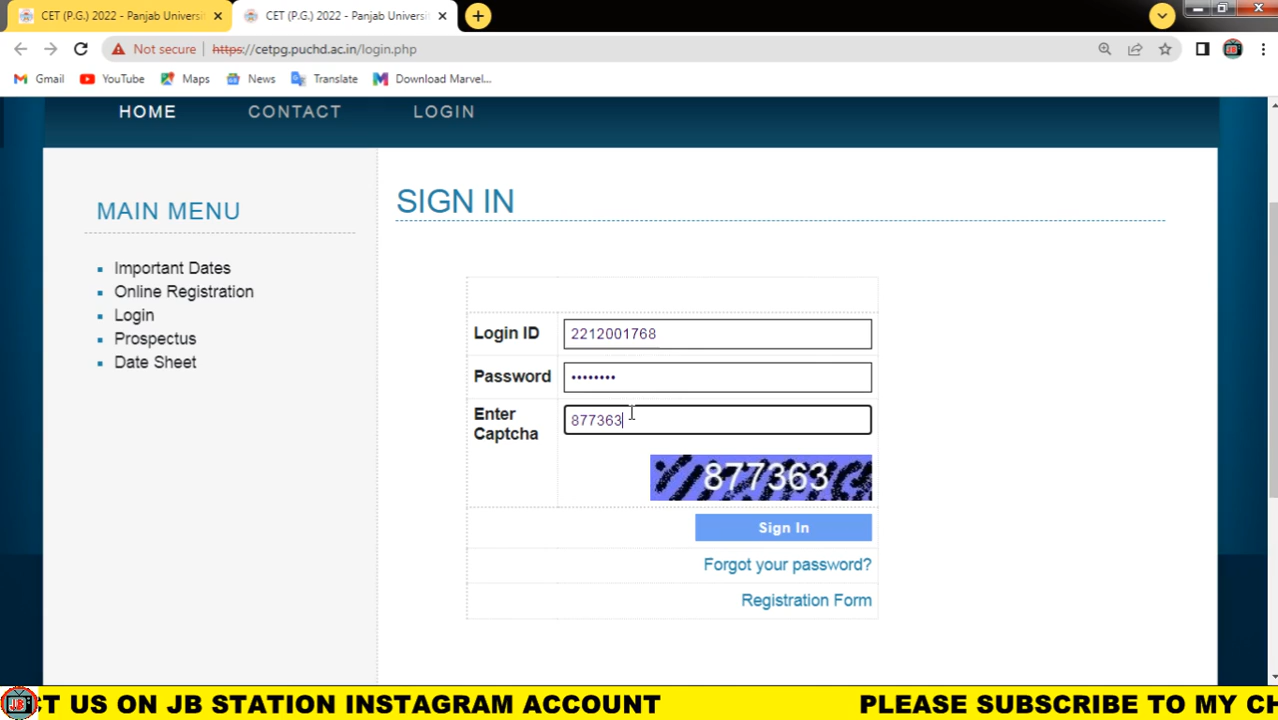 CET (P.G.) 2022 - Panjab Universi
CET (P.G.) 2022 - Panjab Universi
Not secure
https://cetpg.puchd.ac.in/login.php
Gmail
YouTube
Maps
News
Translate
Download Marvel...
HOME
CONTACT
LOGIN
MAIN MENU
Important Dates
Online Registration
Login
Prospectus
Date Sheet
SIGN IN
Login ID
2212001768
Password
••••••••
Enter
Captcha
877363
877363
Sign In
Forgot your password?
Registration Form
JB
CT US ON JB STATION INSTAGRAM ACCOUNT
PLEASE SUBSCRIBE TO MY CH